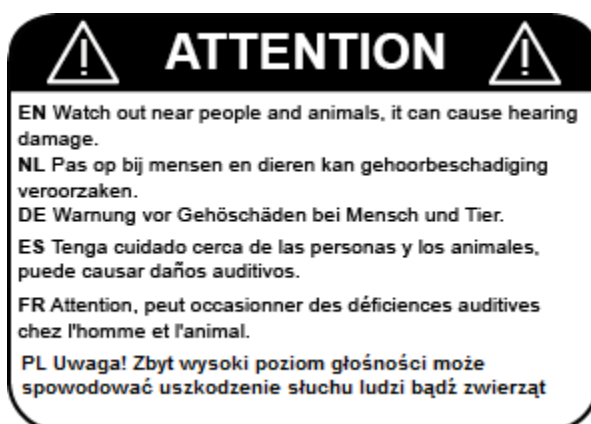 ATTENTION
EN Watch out near people and animals, it can cause hearing
damage.
NL Pas op bij mensen en dieren kan gehoorbeschadiging
veroorzaken.
DE Warnung vor Gehöschäden bei Mensch und Tier.
ES Tenga cuidado cerca de las personas y los animales,
puede causar daños auditivos.
FR Attention, peut occasionner des déficiences auditives
chez l'homme et l'animal.
PL Uwaga! Zbyt wysoki poziom głośności może
spowodować uszkodzenie słuchu ludzi bądź zwierząt